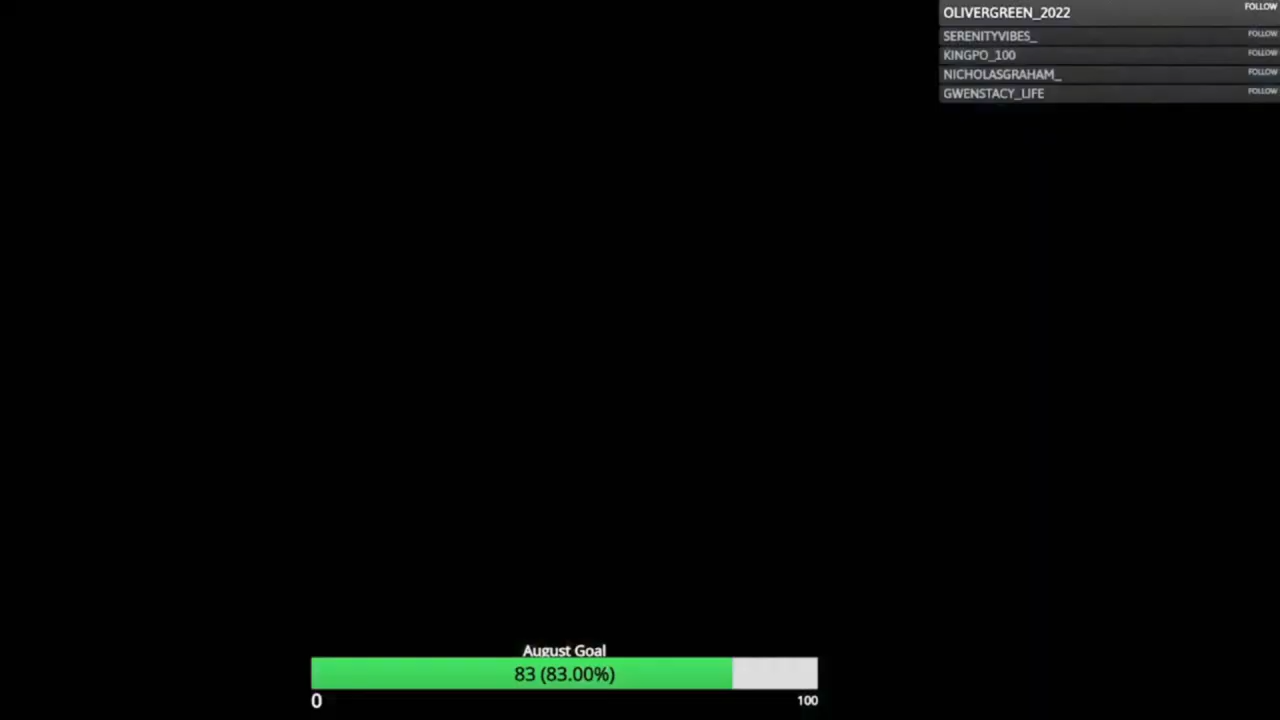 OLIVERGREEN_2022 FOLLOW
SERENITYVIBES_ FOLLOW
KINGPO_100 FOLLOW
NICHOLASGRAHAM_ FOLLOW
GWENSTACY_LIFE FOLLOW
August Goal
83 (83.00%)
0 100